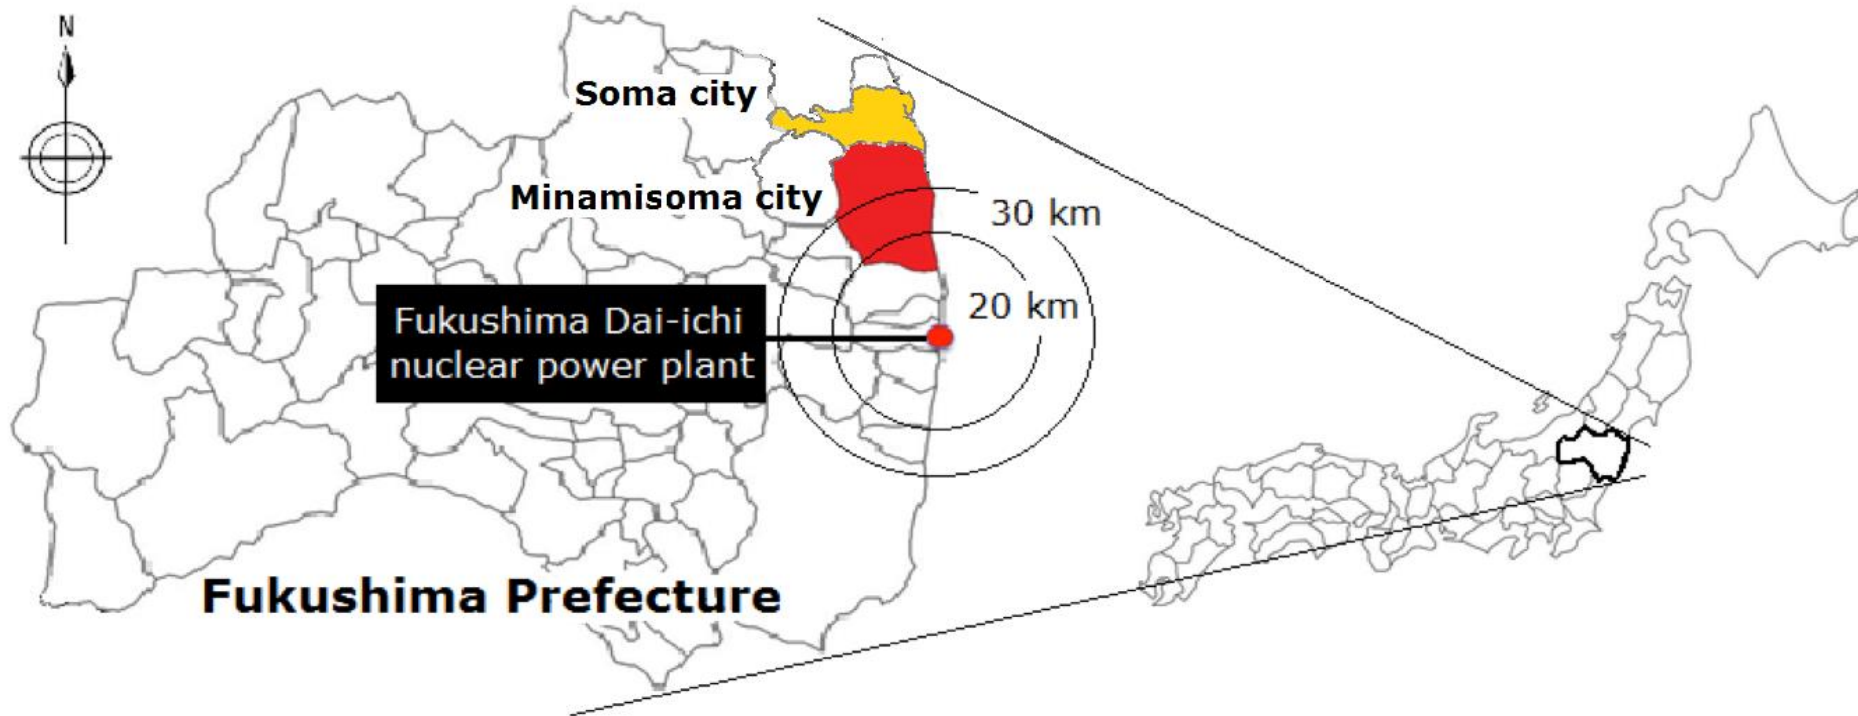 N
Soma city
Minamisoma city
30 km
20 km
Fukushima Dai-ichi
nuclear power plant
Fukushima Prefecture